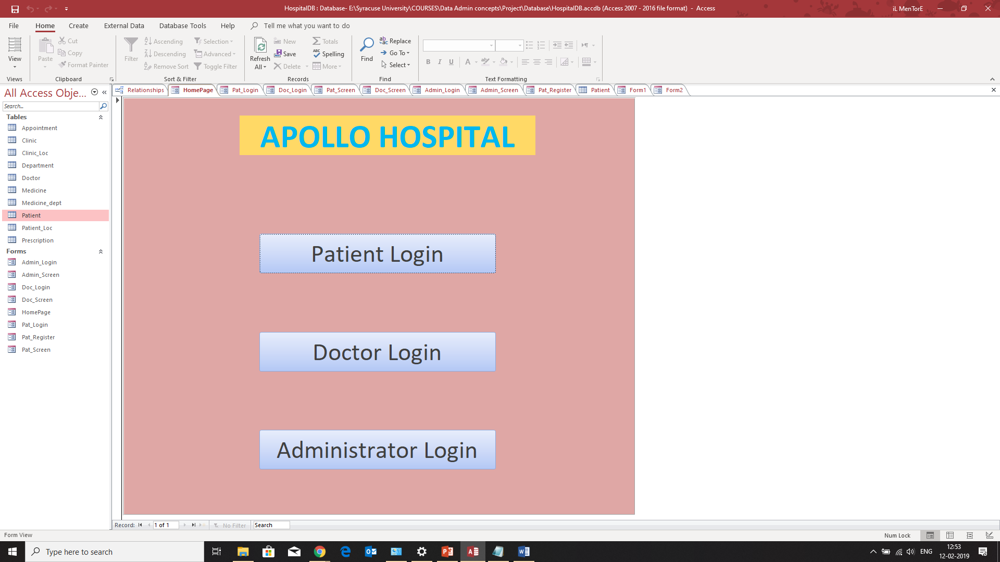 HospitalDB : Database- E:\Syracuse University\COURSES\Data Admin concepts\Project\Database\HospitalDB.accdb (Access 2007 - 2016 file format) - Access
iL MenTorE
File Home Create External Data Database Tools Help Tell me what you want to do
View
Views
Paste
Cut
Copy
Format Painter
Clipboard
Filter
Ascending
Descending
Remove Sort
Selection
Advanced
Toggle Filter
Sort & Filter
Refresh
All
New
Save
Delete
Totals
Spelling
More
Records
Find
Replace
Go To
Select
Find
B I U A
Text Formatting
All Access Obje...
Search...
Tables
Appointment
Clinic
Clinic_Loc
Department
Doctor
Medicine
Medicine_dept
Patient
Patient_Loc
Prescription
Forms
Admin_Login
Admin_Screen
Doc_Login
Doc_Screen
HomePage
Pat_Login
Pat_Register
Pat_Screen
Relationships HomePage Pat_Login Doc_Login Pat_Screen Doc_Screen Admin_Login Admin_Screen Pat_Register Patient Form1 Form2
APOLLO HOSPITAL
Patient Login
Doctor Login
Administrator Login
Record: 1 of 1 No Filter Search
Form View
Num Lock
Type here to search
ENG
12:53
12-02-2019